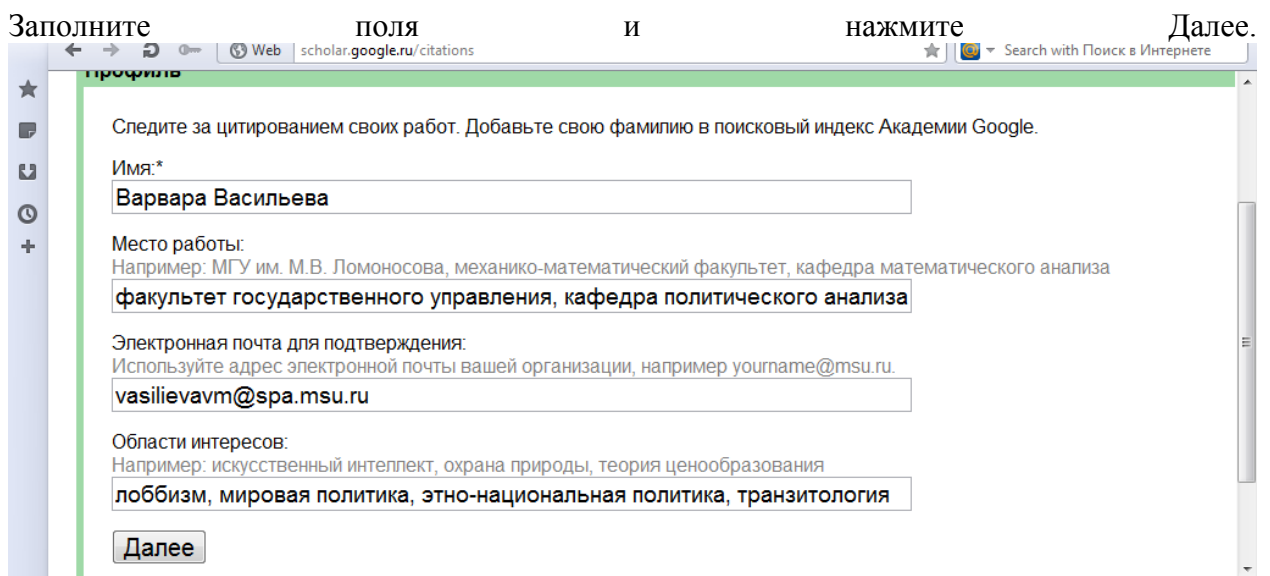 Заполните поля и нажмите Далее.
Web scholar.google.ru/citations Search with Поиск в Интернете
Профиль
Следите за цитированием своих работ. Добавьте свою фамилию в поисковый индекс Академии Google.
Имя:*
Варвара Васильева
Место работы:
Например: МГУ им. М.В. Ломоносова, механико-математический факультет, кафедра математического анализа
факультет государственного управления, кафедра политического анализа
Электронная почта для подтверждения:
Используйте адрес электронной почты вашей организации, например yourname@msu.ru.
vasilievavm@spa.msu.ru
Области интересов:
Например: искусственный интеллект, охрана природы, теория ценообразования
лоббизм, мировая политика, этно-национальная политика, транзитология
Далее